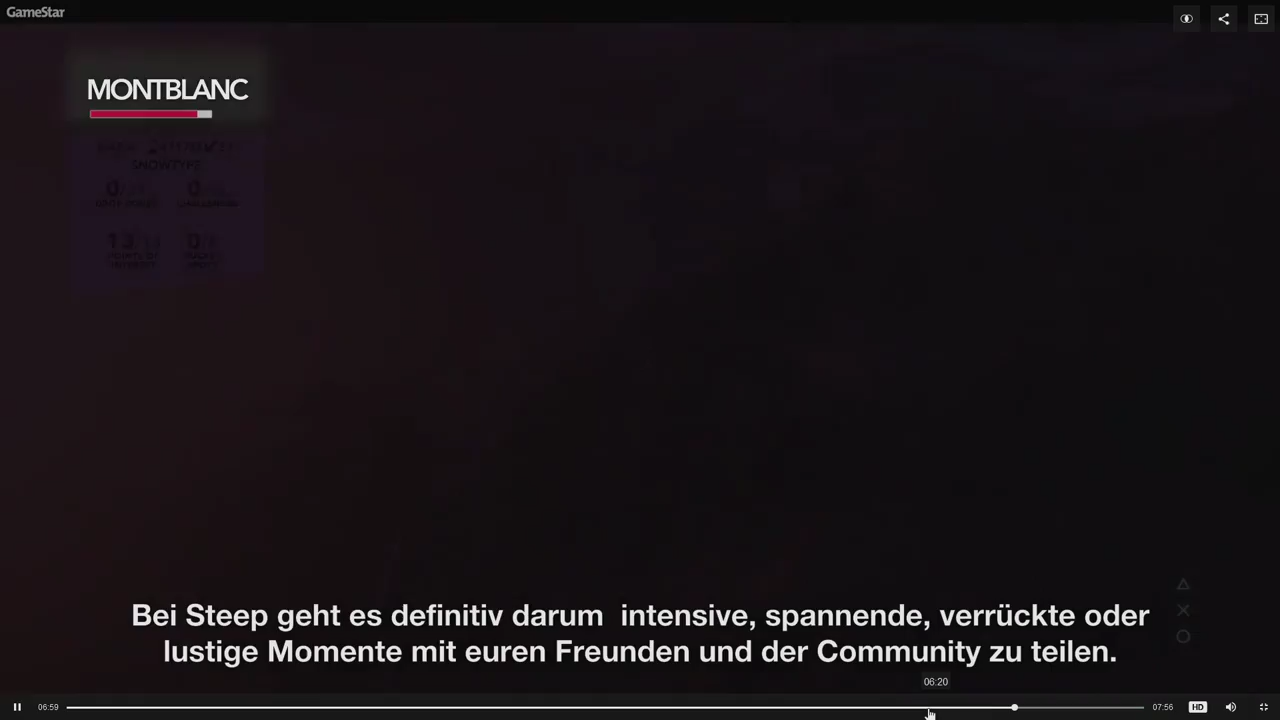 GameStar
MONTBLANC
Bei Steep geht es definitiv darum  intensive, spannende, verrückte oder
lustige Momente mit euren Freunden und der Community zu teilen.
06:20
06:59
07:56
HD